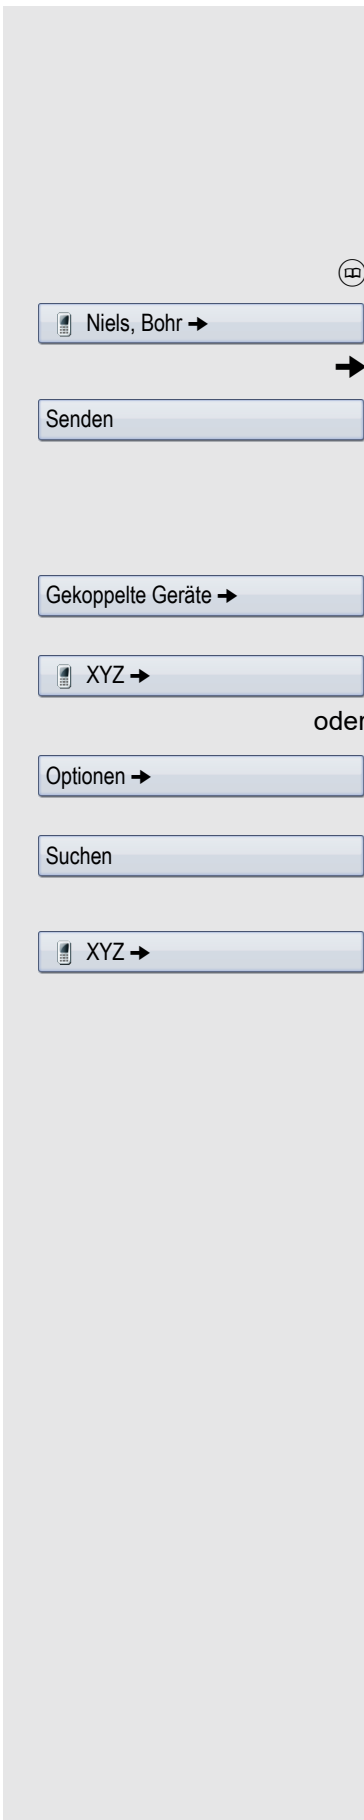 Niels, Bohr →
→
Senden
Gekoppelte Geräte →
XYZ →
oder
Optionen →
Suchen
XYZ →